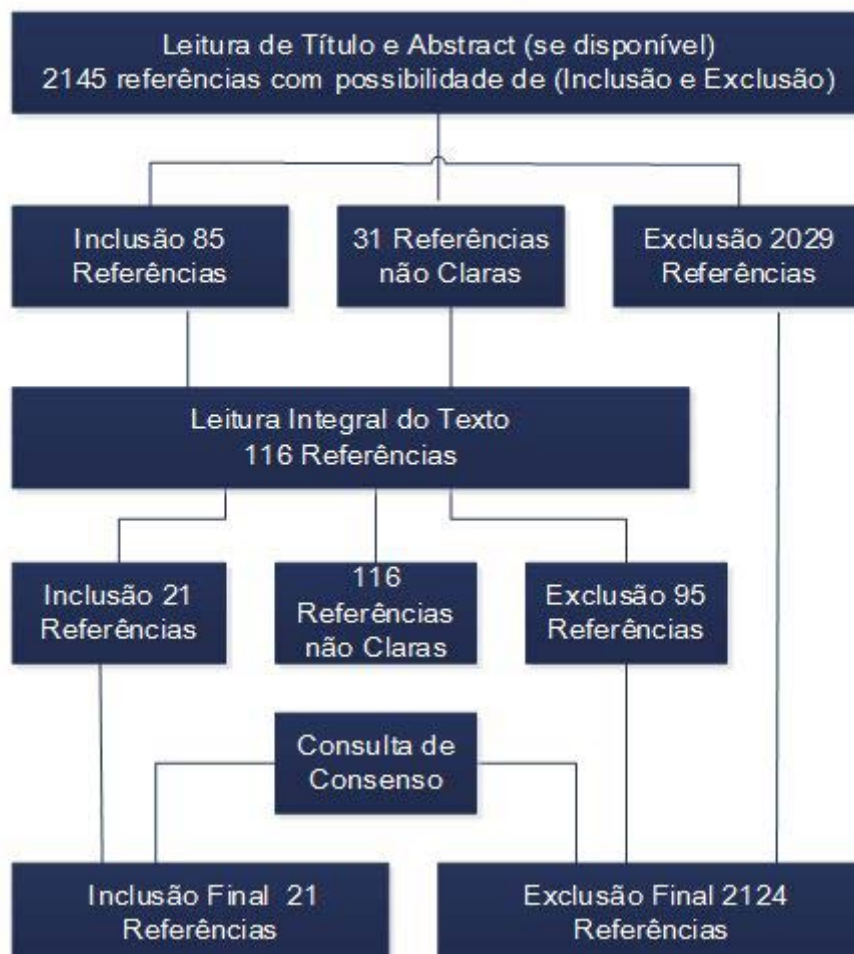 Leitura de Título e Abstract (se disponível)
2145 referências com possibilidade de (Inclusão e Exclusão)
Inclusão 85
Referências
31 Referências
não Claras
Exclusão 2029
Referências
Leitura Integral do Texto
116 Referências
Inclusão 21
Referências
116
Referências
não Claras
Exclusão 95
Referências
Consulta de
Consenso
Inclusão Final 21
Referências
Exclusão Final 2124
Referências